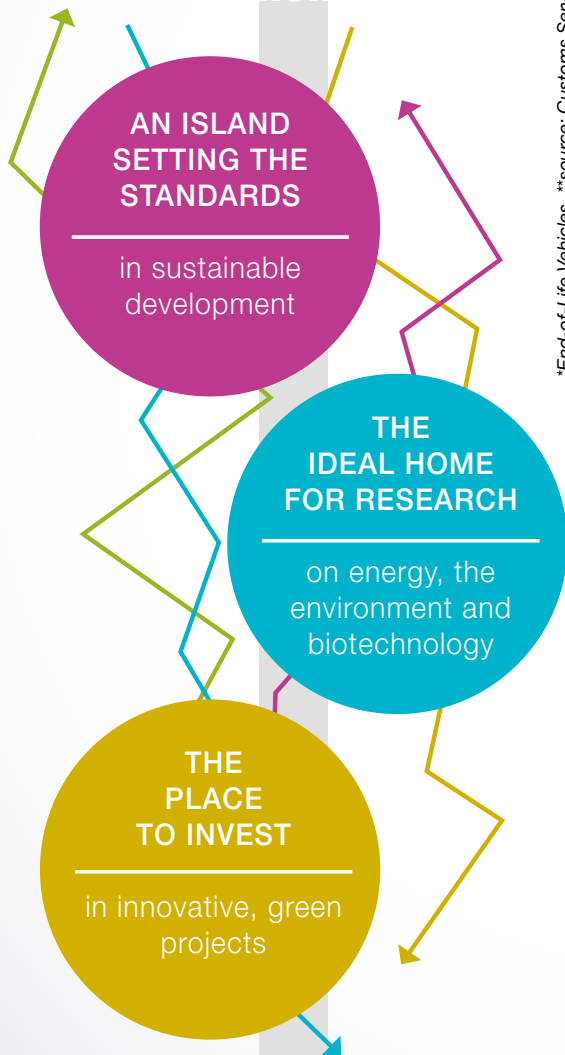 AN ISLAND
SETTING THE
STANDARDS
in sustainable
development
THE
IDEAL HOME
FOR RESEARCH
on energy, the
environment and
biotechnology
THE
PLACE
TO INVEST
in innovative, green
projects
*End-of-Life Vehicles **source: Customs